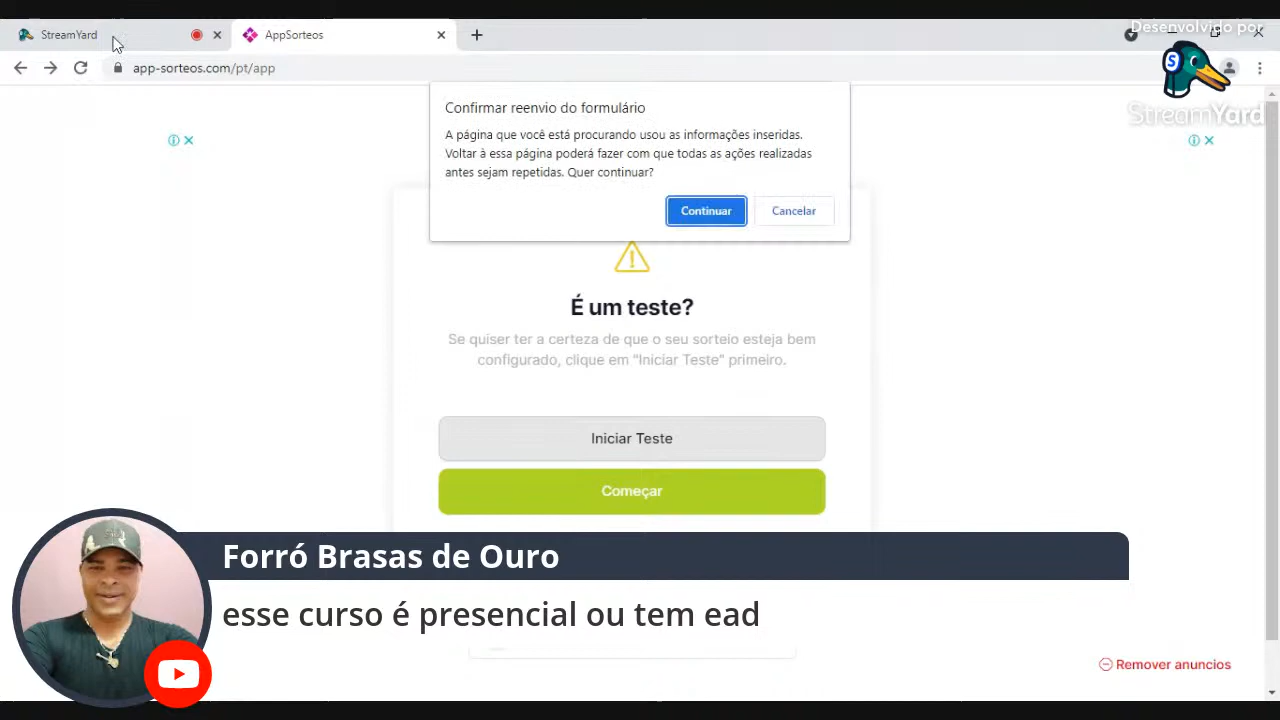 Desenvolvido por
StreamYard
StreamYard
AppSorteos
app-sorteos.com/pt/app
Confirmar reenvio do formulário
A página que você está procurando usou as informações inseridas.
Voltar à essa página poderá fazer com que todas as ações realizadas
antes sejam repetidas. Quer continuar?
Continuar
Cancelar
É um teste?
Se quiser ter a certeza de que o seu sorteio esteja bem
configurado, clique em "Iniciar Teste" primeiro.
Iniciar Teste
Começar
Forró Brasas de Ouro
esse curso é presencial ou tem ead
Remover anuncios